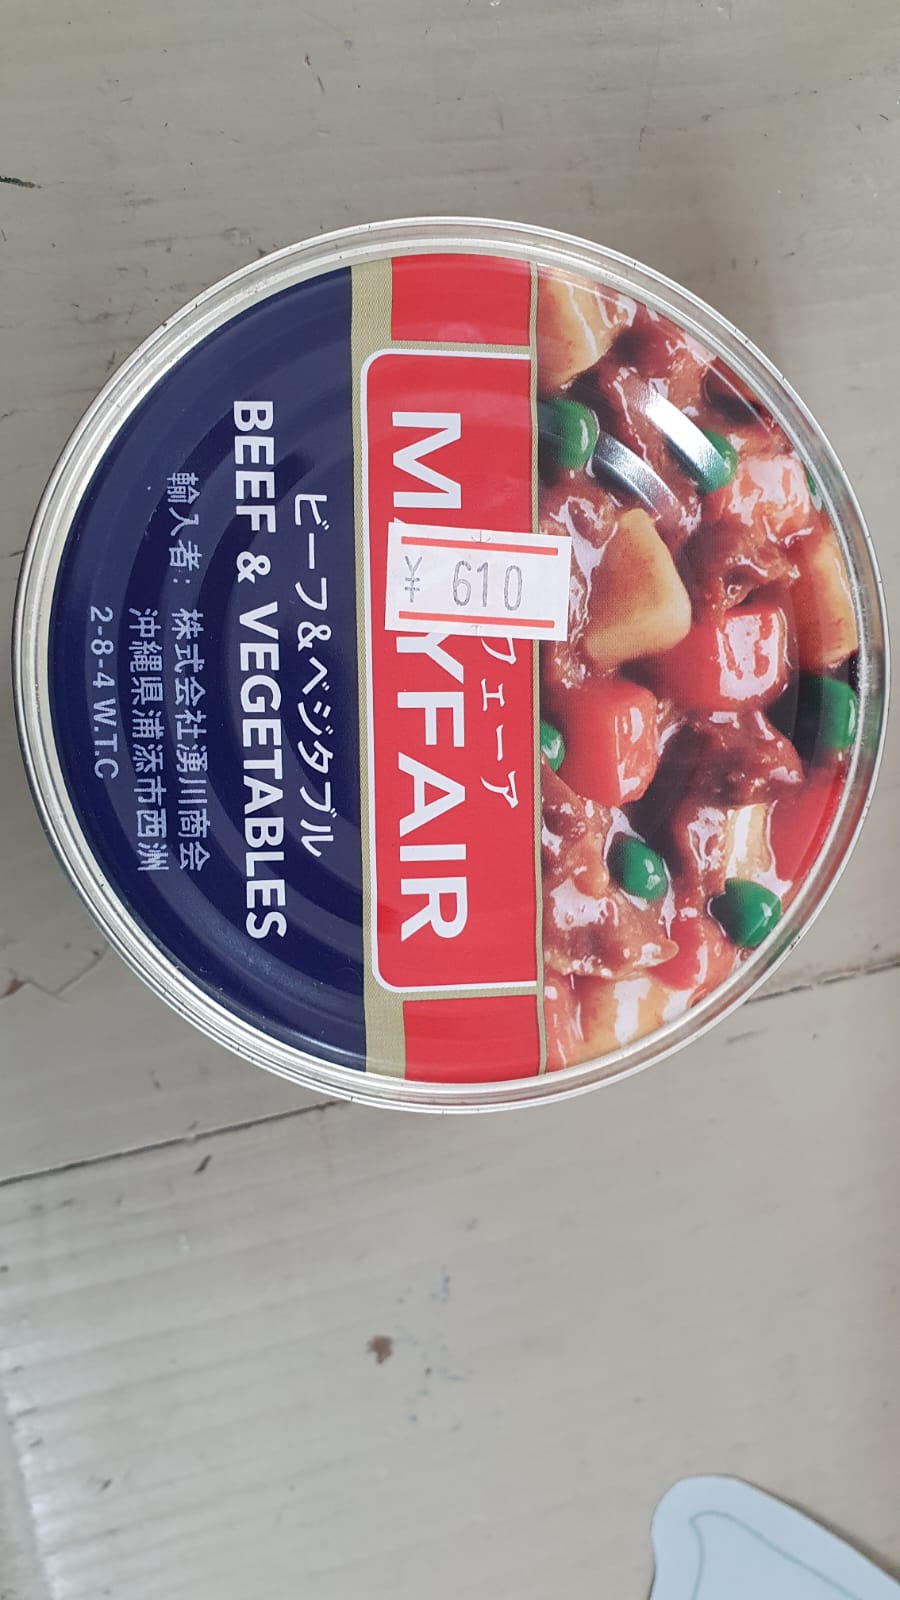 フェーア
MAYFAIR
¥ 610
ビーフ&ベジタブル
BEEF & VEGETABLES
輸入者: 株式会社湧川商会
沖縄県浦添市西洲
2-8-4 W.T.C